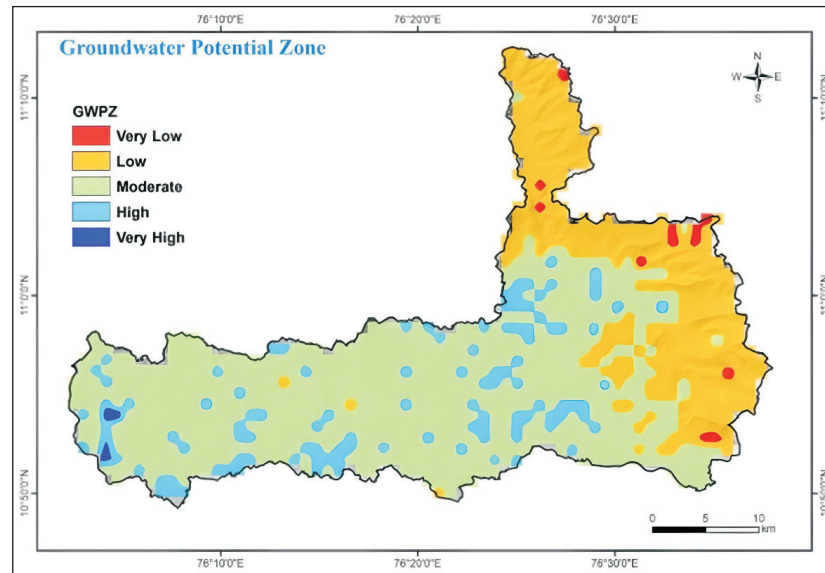 76°10'0"E 76°20'0"E 76°30'0"E
Groundwater Potential Zone
N
W E
S
11°10'0"N 11°10'0"N
GWPZ
Very Low
Low
Moderate
High
Very High
11°0'0"N 11°0'0"N
10°50'0"N 10°50'0"N
0 5 10
km
76°10'0"E 76°20'0"E 76°30'0"E